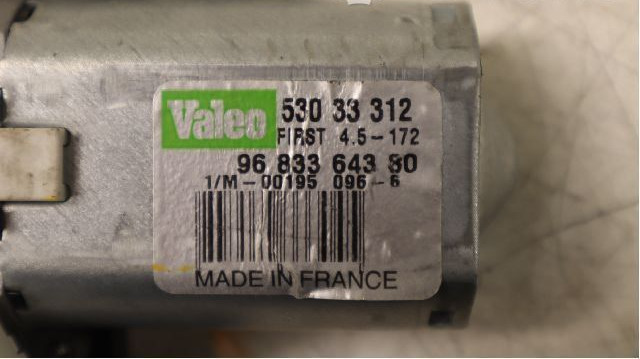 Valeo 530 33 312
FIRST 4.5-172
96 833 643 80
1/M-00195 096-6
MADE IN FRANCE